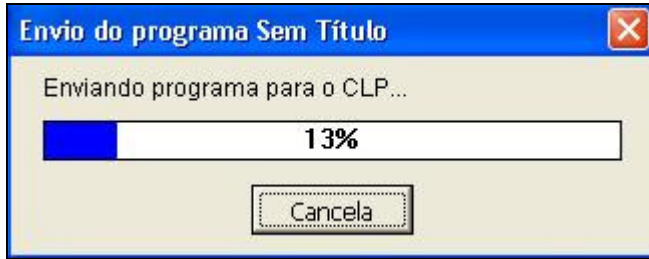 Envio do programa Sem Título
Enviando programa para o CLP...
13%
Cancela